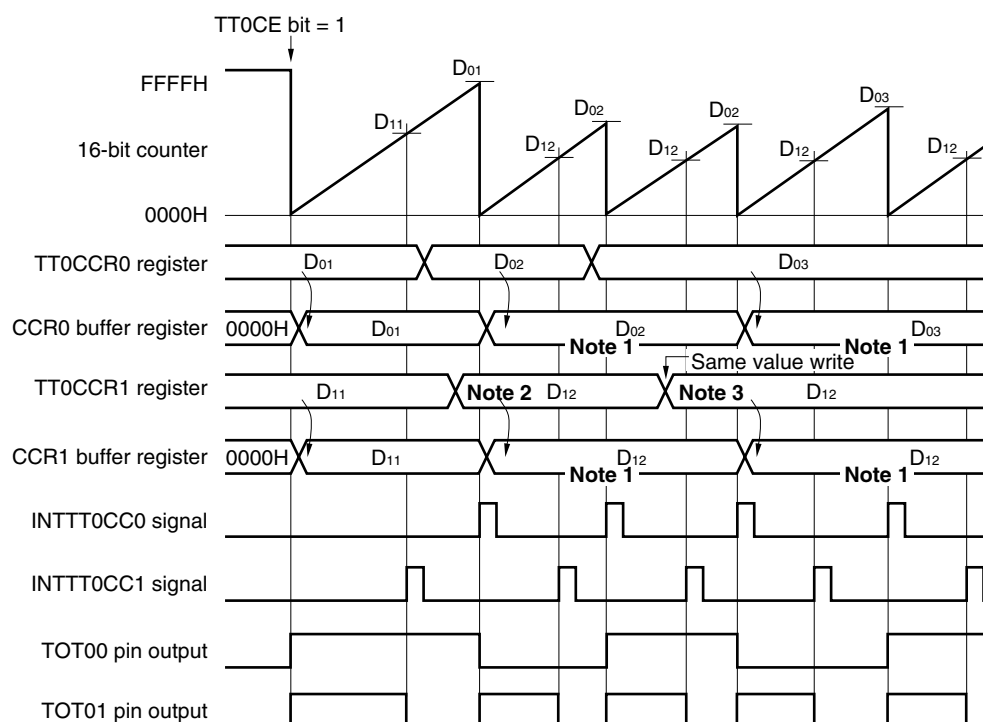 TT0CE bit = 1
FFFFH
D01
D02
D02
D03
D11
16-bit counter
D12
D12
D12
D12
0000H
TT0CCR0 register
D01
D02
D03
CCR0 buffer register
0000H
D01
D02
D03
Note 1
Note 1
Same value write
TT0CCR1 register
D11
Note 2
D12
Note 3
D12
CCR1 buffer register
0000H
D11
D12
D12
Note 1
Note 1
INTTT0CC0 signal
INTTT0CC1 signal
TOT00 pin output
TOT01 pin output